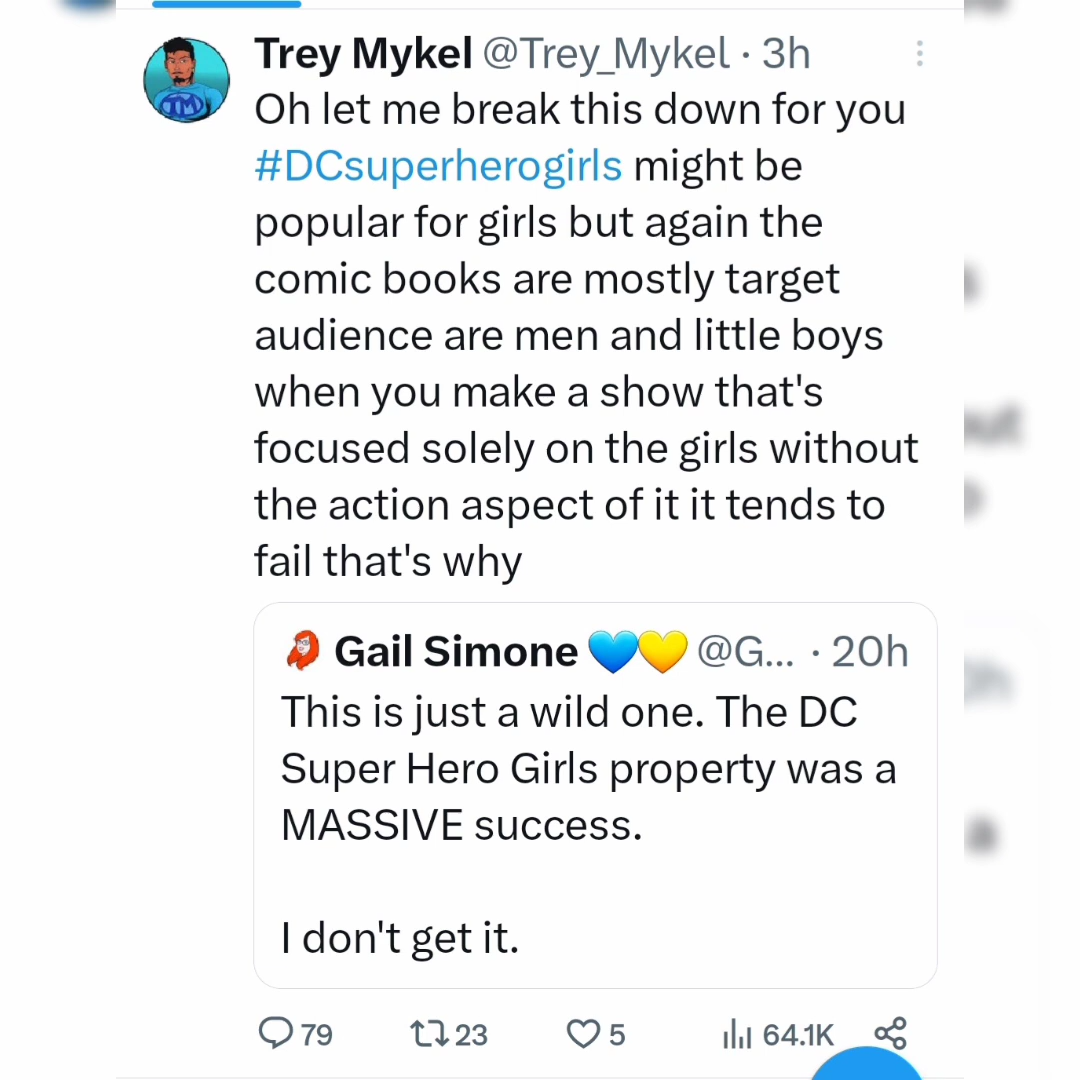 Trey Mykel @Trey_Mykel · 3h
Oh let me break this down for you
#DCsuperherogirls might be
popular for girls but again the
comic books are mostly target
audience are men and little boys
when you make a show that's
focused solely on the girls without
the action aspect of it it tends to
fail that's why
Gail Simone 💙💛 @G... · 20h
This is just a wild one. The DC
Super Hero Girls property was a
MASSIVE success.
I don't get it.
79 23 5 64.1K